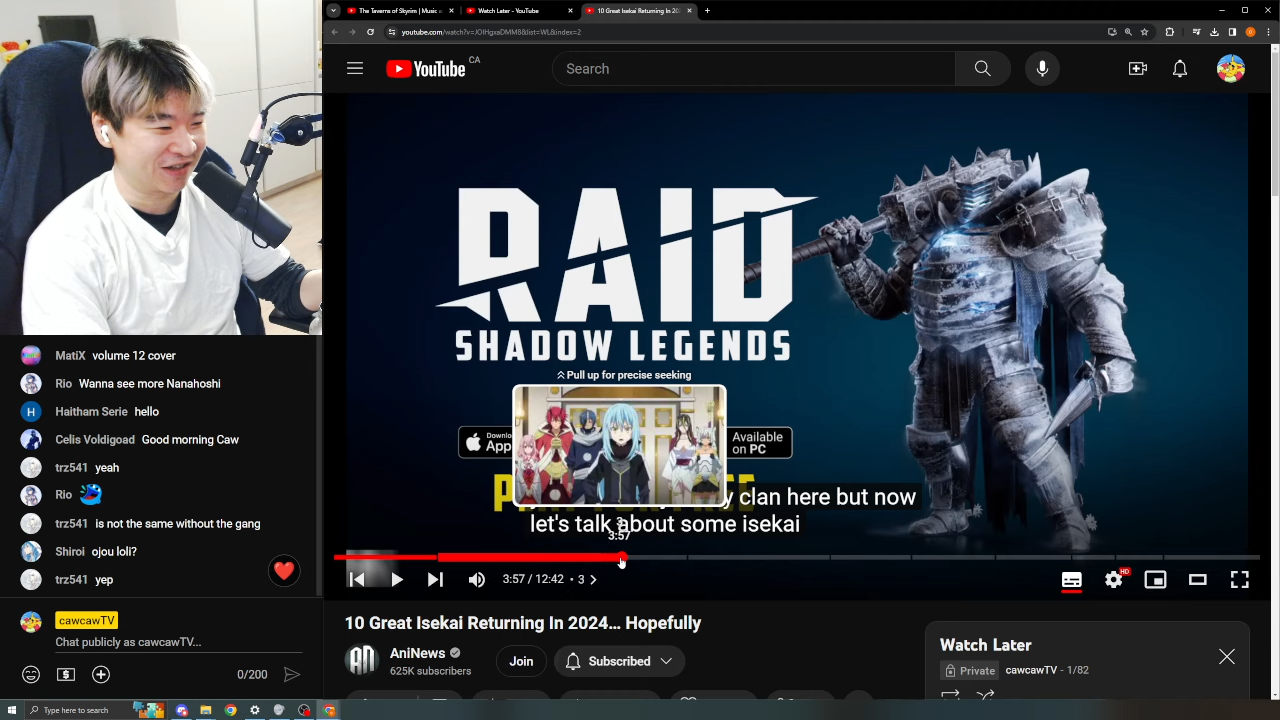 The Taverns of Skyrim | Music
Watch Later - YouTube
10 Great Isekai Returning In 202
youtube.com/watch?v=JOIHgxaDMM8&list=WL&index=2
YouTube CA
Search
RAID
SHADOW LEGENDS
Pull up for precise seeking
Available
on PC
y clan here but now
let's talk about some isekai
3
3:57
3:57 / 12:42 • 3
HD
10 Great Isekai Returning In 2024... Hopefully
AniNews
625K subscribers
Join
Subscribed
Watch Later
Private cawcawTV - 1/82
MatiX volume 12 cover
Rio Wanna see more Nanahoshi
H Haitham Serie hello
Celis Voldigoad Good morning Caw
trz541 yeah
Rio
trz541 is not the same without the gang
Shiroi ojou loli?
trz541 yep
cawcawTV
Chat publicly as cawcawTV...
0/200
Type here to search